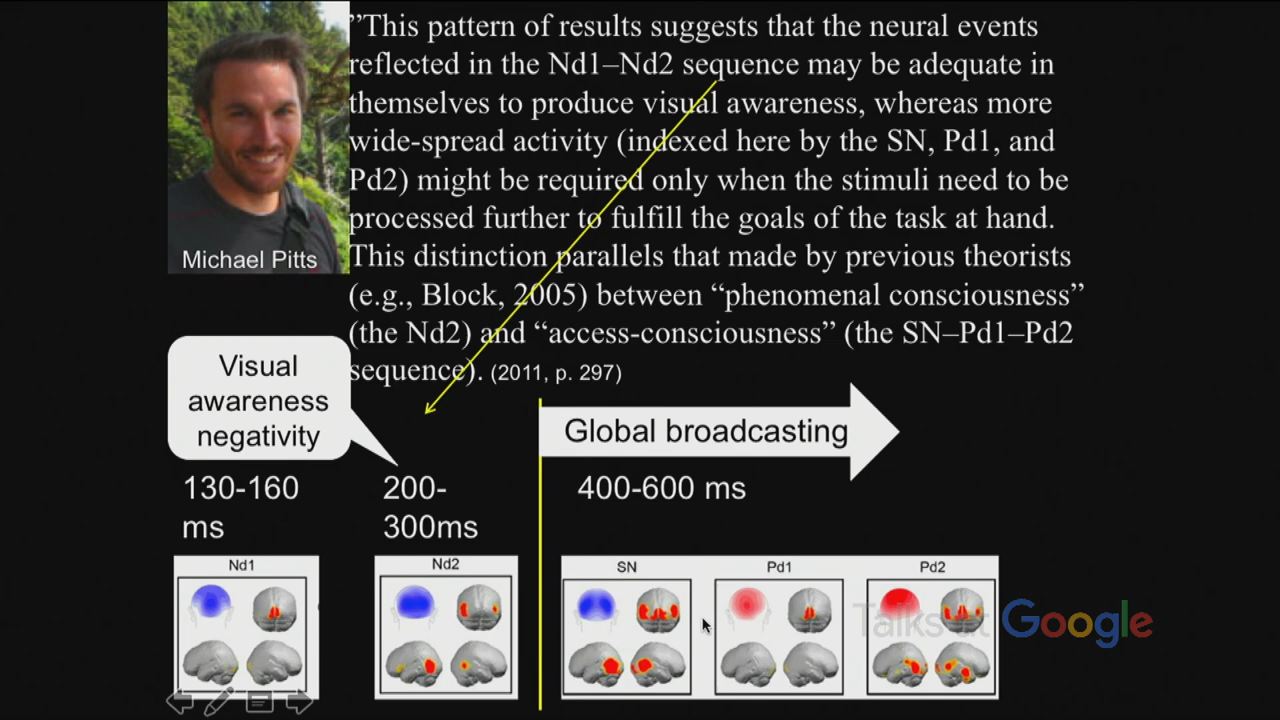 ”This pattern of results suggests that the neural events
reflected in the Nd1–Nd2 sequence may be adequate in
themselves to produce visual awareness, whereas more
wide-spread activity (indexed here by the SN, Pd1, and
Pd2) might be required only when the stimuli need to be
processed further to fulfill the goals of the task at hand.
This distinction parallels that made by previous theorists
(e.g., Block, 2005) between “phenomenal consciousness”
(the Nd2) and “access-consciousness” (the SN–Pd1–Pd2
sequence). (2011, p. 297)
Michael Pitts
Visual
awareness
negativity
Global broadcasting
130-160
ms
200-
300ms
400-600 ms
Nd1
Nd2
SN
Pd1
Pd2
Talks at Google